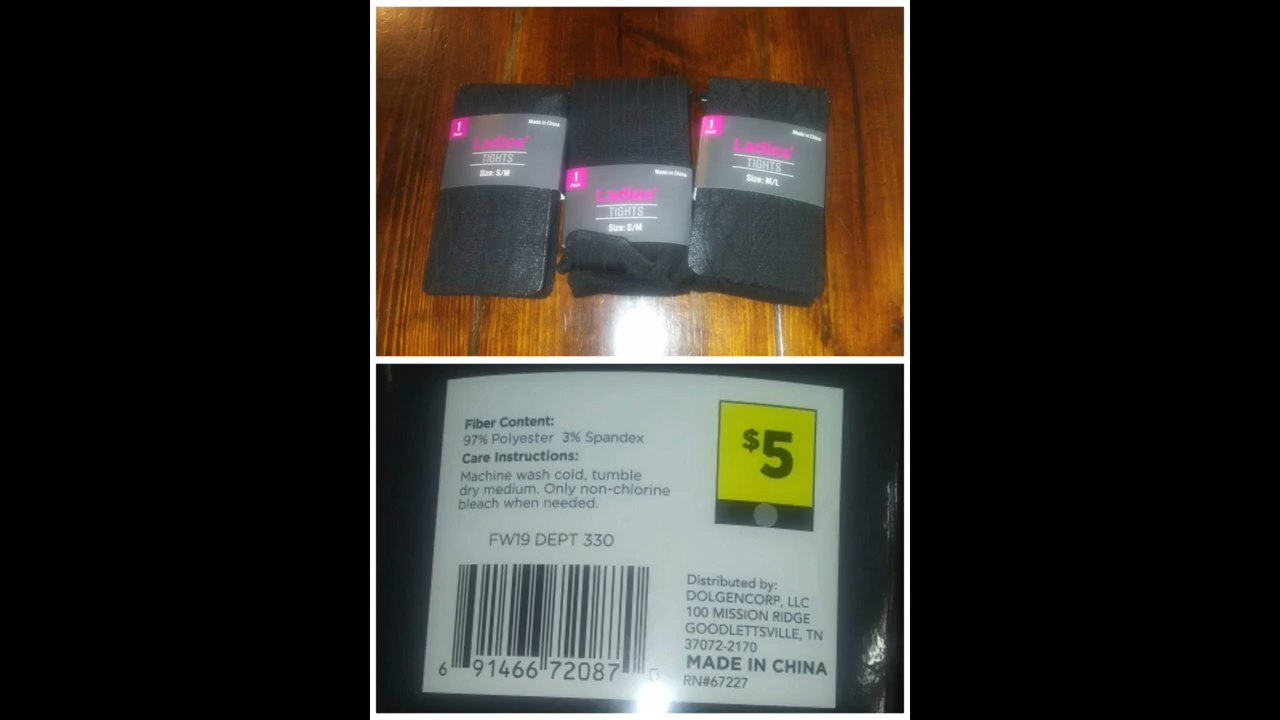 1
Pack
Made in China
Ladies'
TIGHTS
Size: S/M
1
Pack
Made in China
Ladies'
TIGHTS
Size: S/M
1
Pack
Made in China
Ladies'
TIGHTS
Size: M/L
Fiber Content:
97% Polyester 3% Spandex
Care Instructions:
Machine wash cold, tumble
dry medium. Only non-chlorine
bleach when needed.
$5
FW19 DEPT 330
6 91466 72087
Distributed by:
DOLGENCORP, LLC
100 MISSION RIDGE
GOODLETTSVILLE, TN
37072-2170
MADE IN CHINA
RN#67227